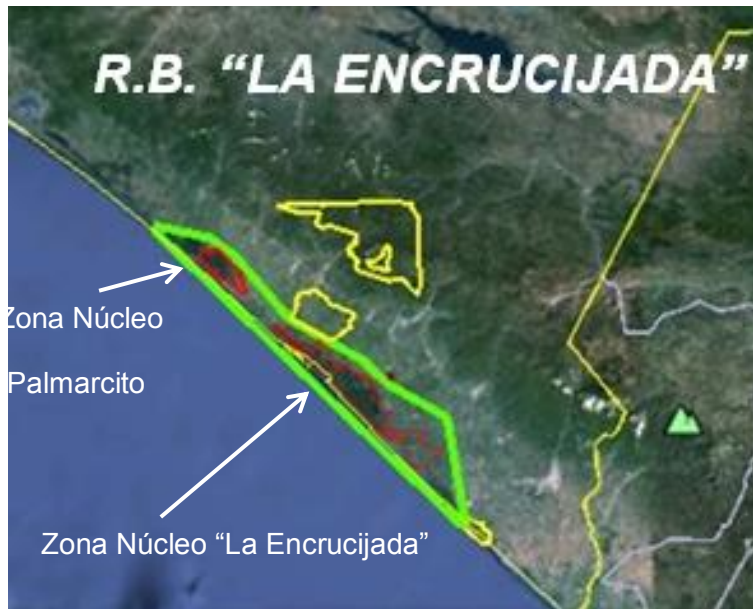 R.B. “LA ENCRUCIJADA”
Zona Núcleo
Palmarcito
Zona Núcleo “La Encrucijada”